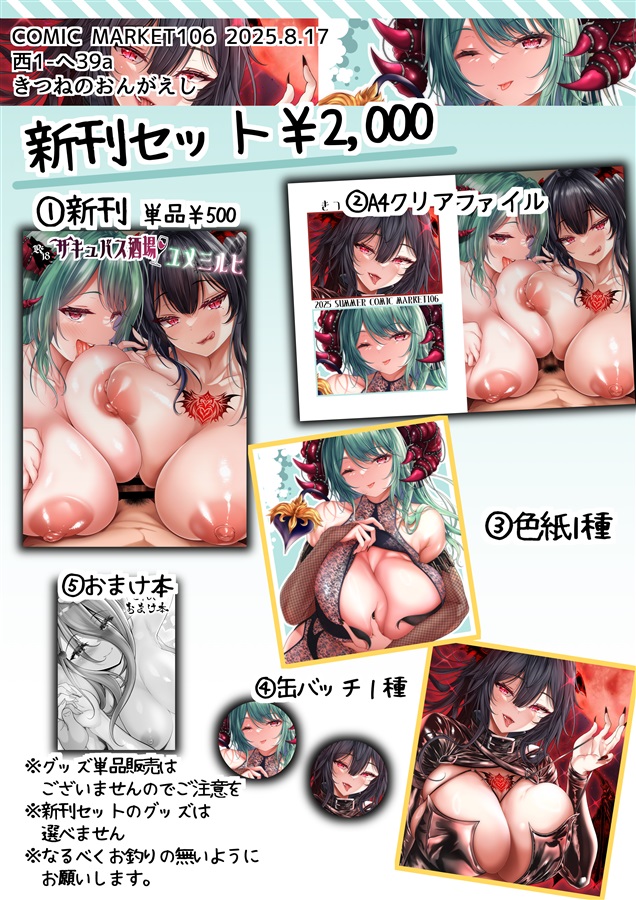 COMIC MARKET106 2025.8.17
西1-へ39a
きつねのおんがえし
新刊セット￥2,000
①新刊 単品￥500
R-18
サキュバス酒場
ユメミルヒ
②A4クリアファイル
きつ
2025 SUMMER COMIC MARKET106
③色紙1種
⑤おまけ本
おまけ本
④缶バッチ1種
※グッズ単品販売は
ございませんのでご注意を
※新刊セットのグッズは
選べません
※なるべくお釣りの無いように
お願いします。